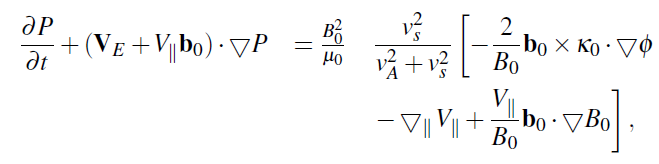 ∂P/∂t + (V_E + V_∥ b_0) · ▽P = B_0^2/μ_0 v_s^2/(v_A^2 + v_s^2) [ − 2/B_0 b_0 × κ_0 · ▽ϕ
− ▽_∥ V_∥ + V_∥/B_0 b_0 · ▽B_0 ] ,